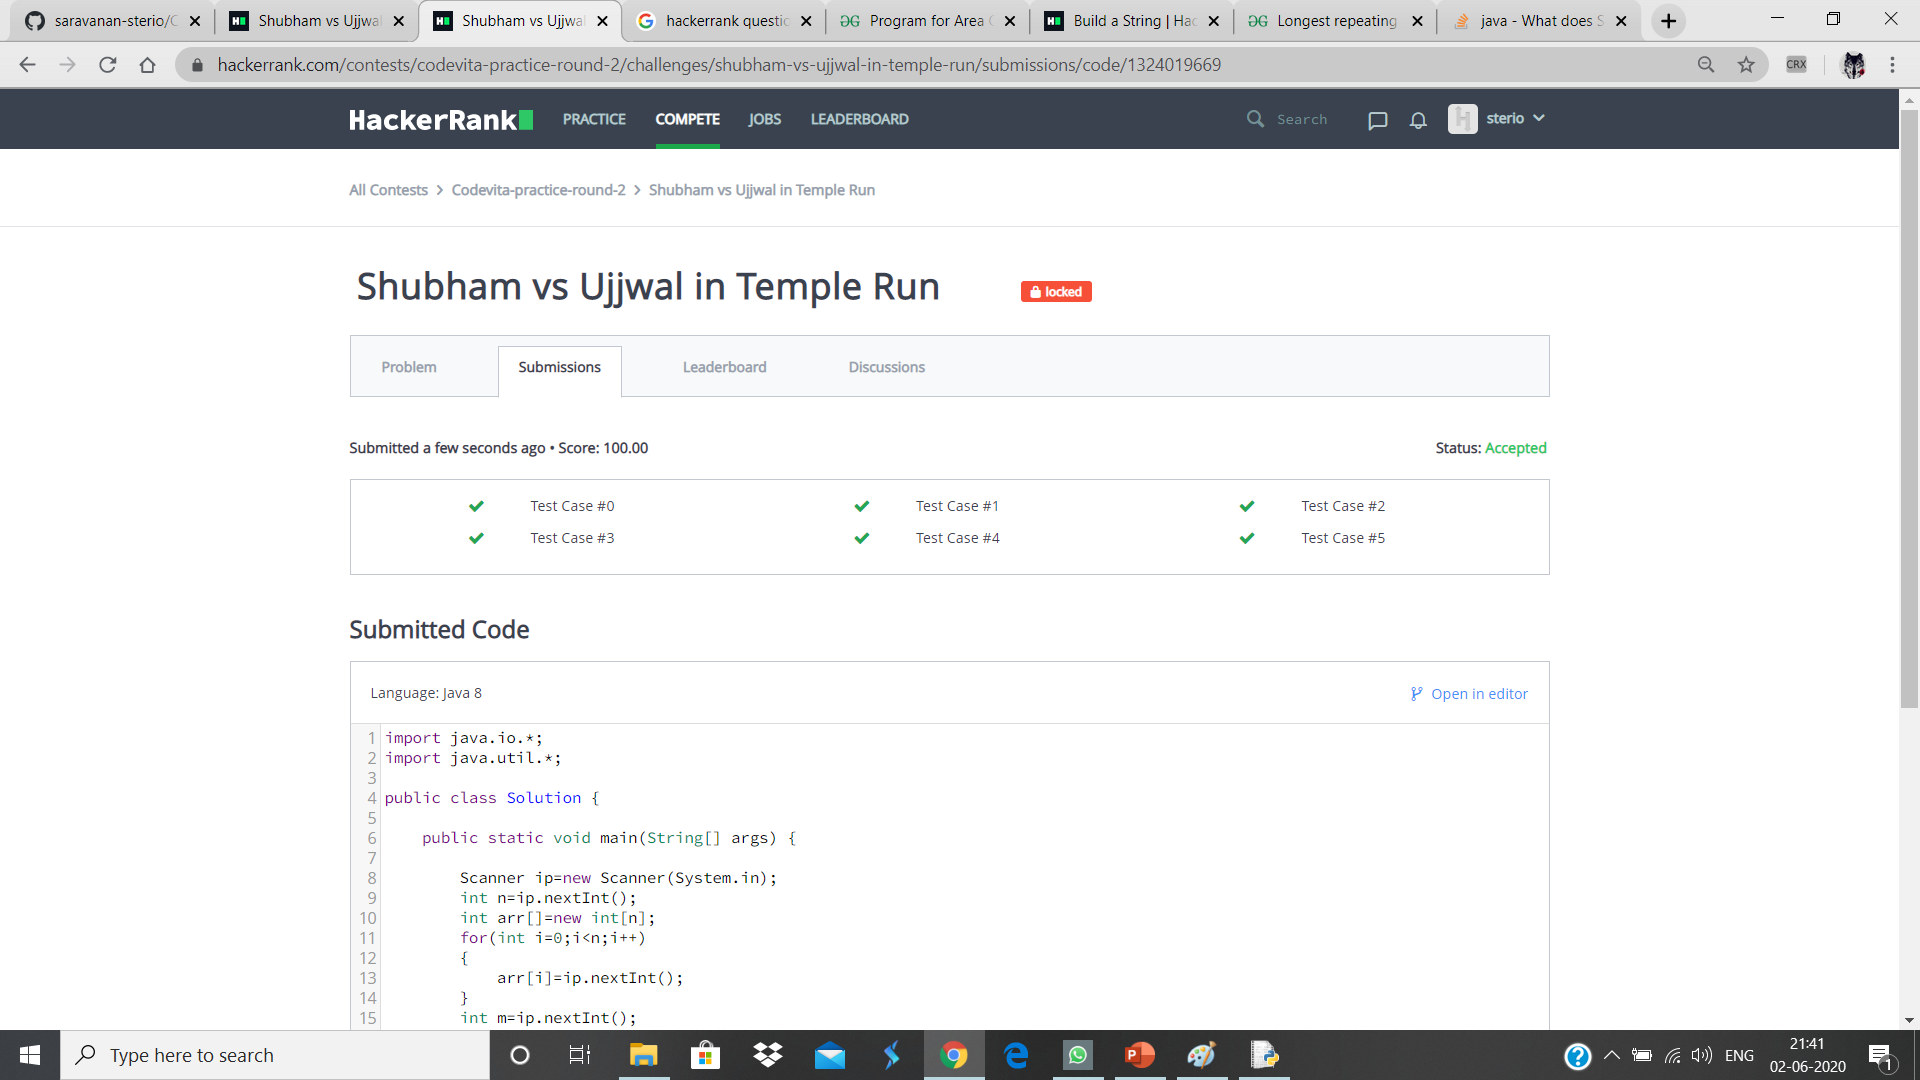 saravanan-sterio/C
Shubham vs Ujjwal
Shubham vs Ujjwal
hackerrank questio
Program for Area
Build a String | Hac
Longest repeating
java - What does S
hackerrank.com/contests/codevita-practice-round-2/challenges/shubham-vs-ujjwal-in-temple-run/submissions/code/1324019669
CRX
HackerRank PRACTICE COMPETE JOBS LEADERBOARD Search sterio
All Contests > Codevita-practice-round-2 > Shubham vs Ujjwal in Temple Run
Shubham vs Ujjwal in Temple Run locked
Problem Submissions Leaderboard Discussions
Submitted a few seconds ago • Score: 100.00 Status: Accepted
Test Case #0 Test Case #1 Test Case #2
Test Case #3 Test Case #4 Test Case #5
Submitted Code
Language: Java 8 Open in editor
1 import java.io.*;
2 import java.util.*;
3
4 public class Solution {
5
6 public static void main(String[] args) {
7
8 Scanner ip=new Scanner(System.in);
9 int n=ip.nextInt();
10 int arr[]=new int[n];
11 for(int i=0;i<n;i++)
12 {
13 arr[i]=ip.nextInt();
14 }
15 int m=ip.nextInt();
Type here to search
ENG
21:41
02-06-2020
1